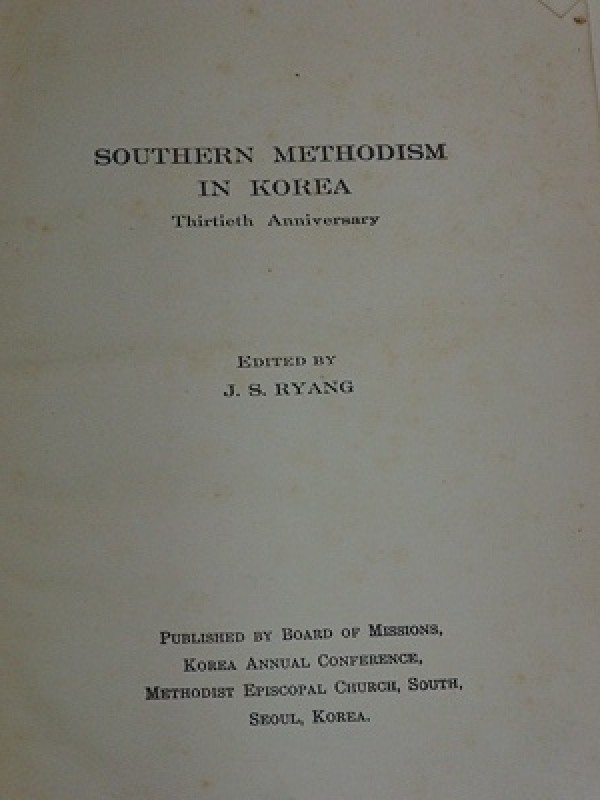 SOUTHERN METHODISM
IN KOREA
Thirtieth Anniversary
EDITED BY
J. S. RYANG
PUBLISHED BY BOARD OF MISSIONS,
KOREA ANNUAL CONFERENCE,
METHODIST EPISCOPAL CHURCH, SOUTH,
SEOUL, KOREA.